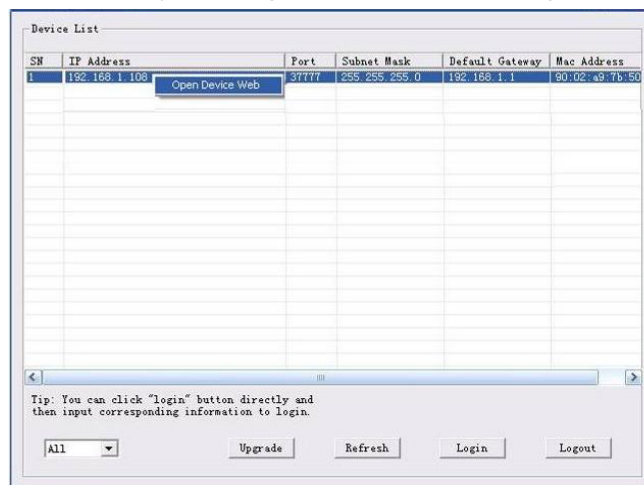 Device List
SN IP Address Port Subnet Mask Default Gateway Mac Address
1 192.168.1.108 37777 255.255.255.0 192.168.1.1 90:02:a9:7b:50
Open Device Web
Tip: You can click "login" button directly and
then input corresponding information to login.
All Upgrade Refresh Login Logout